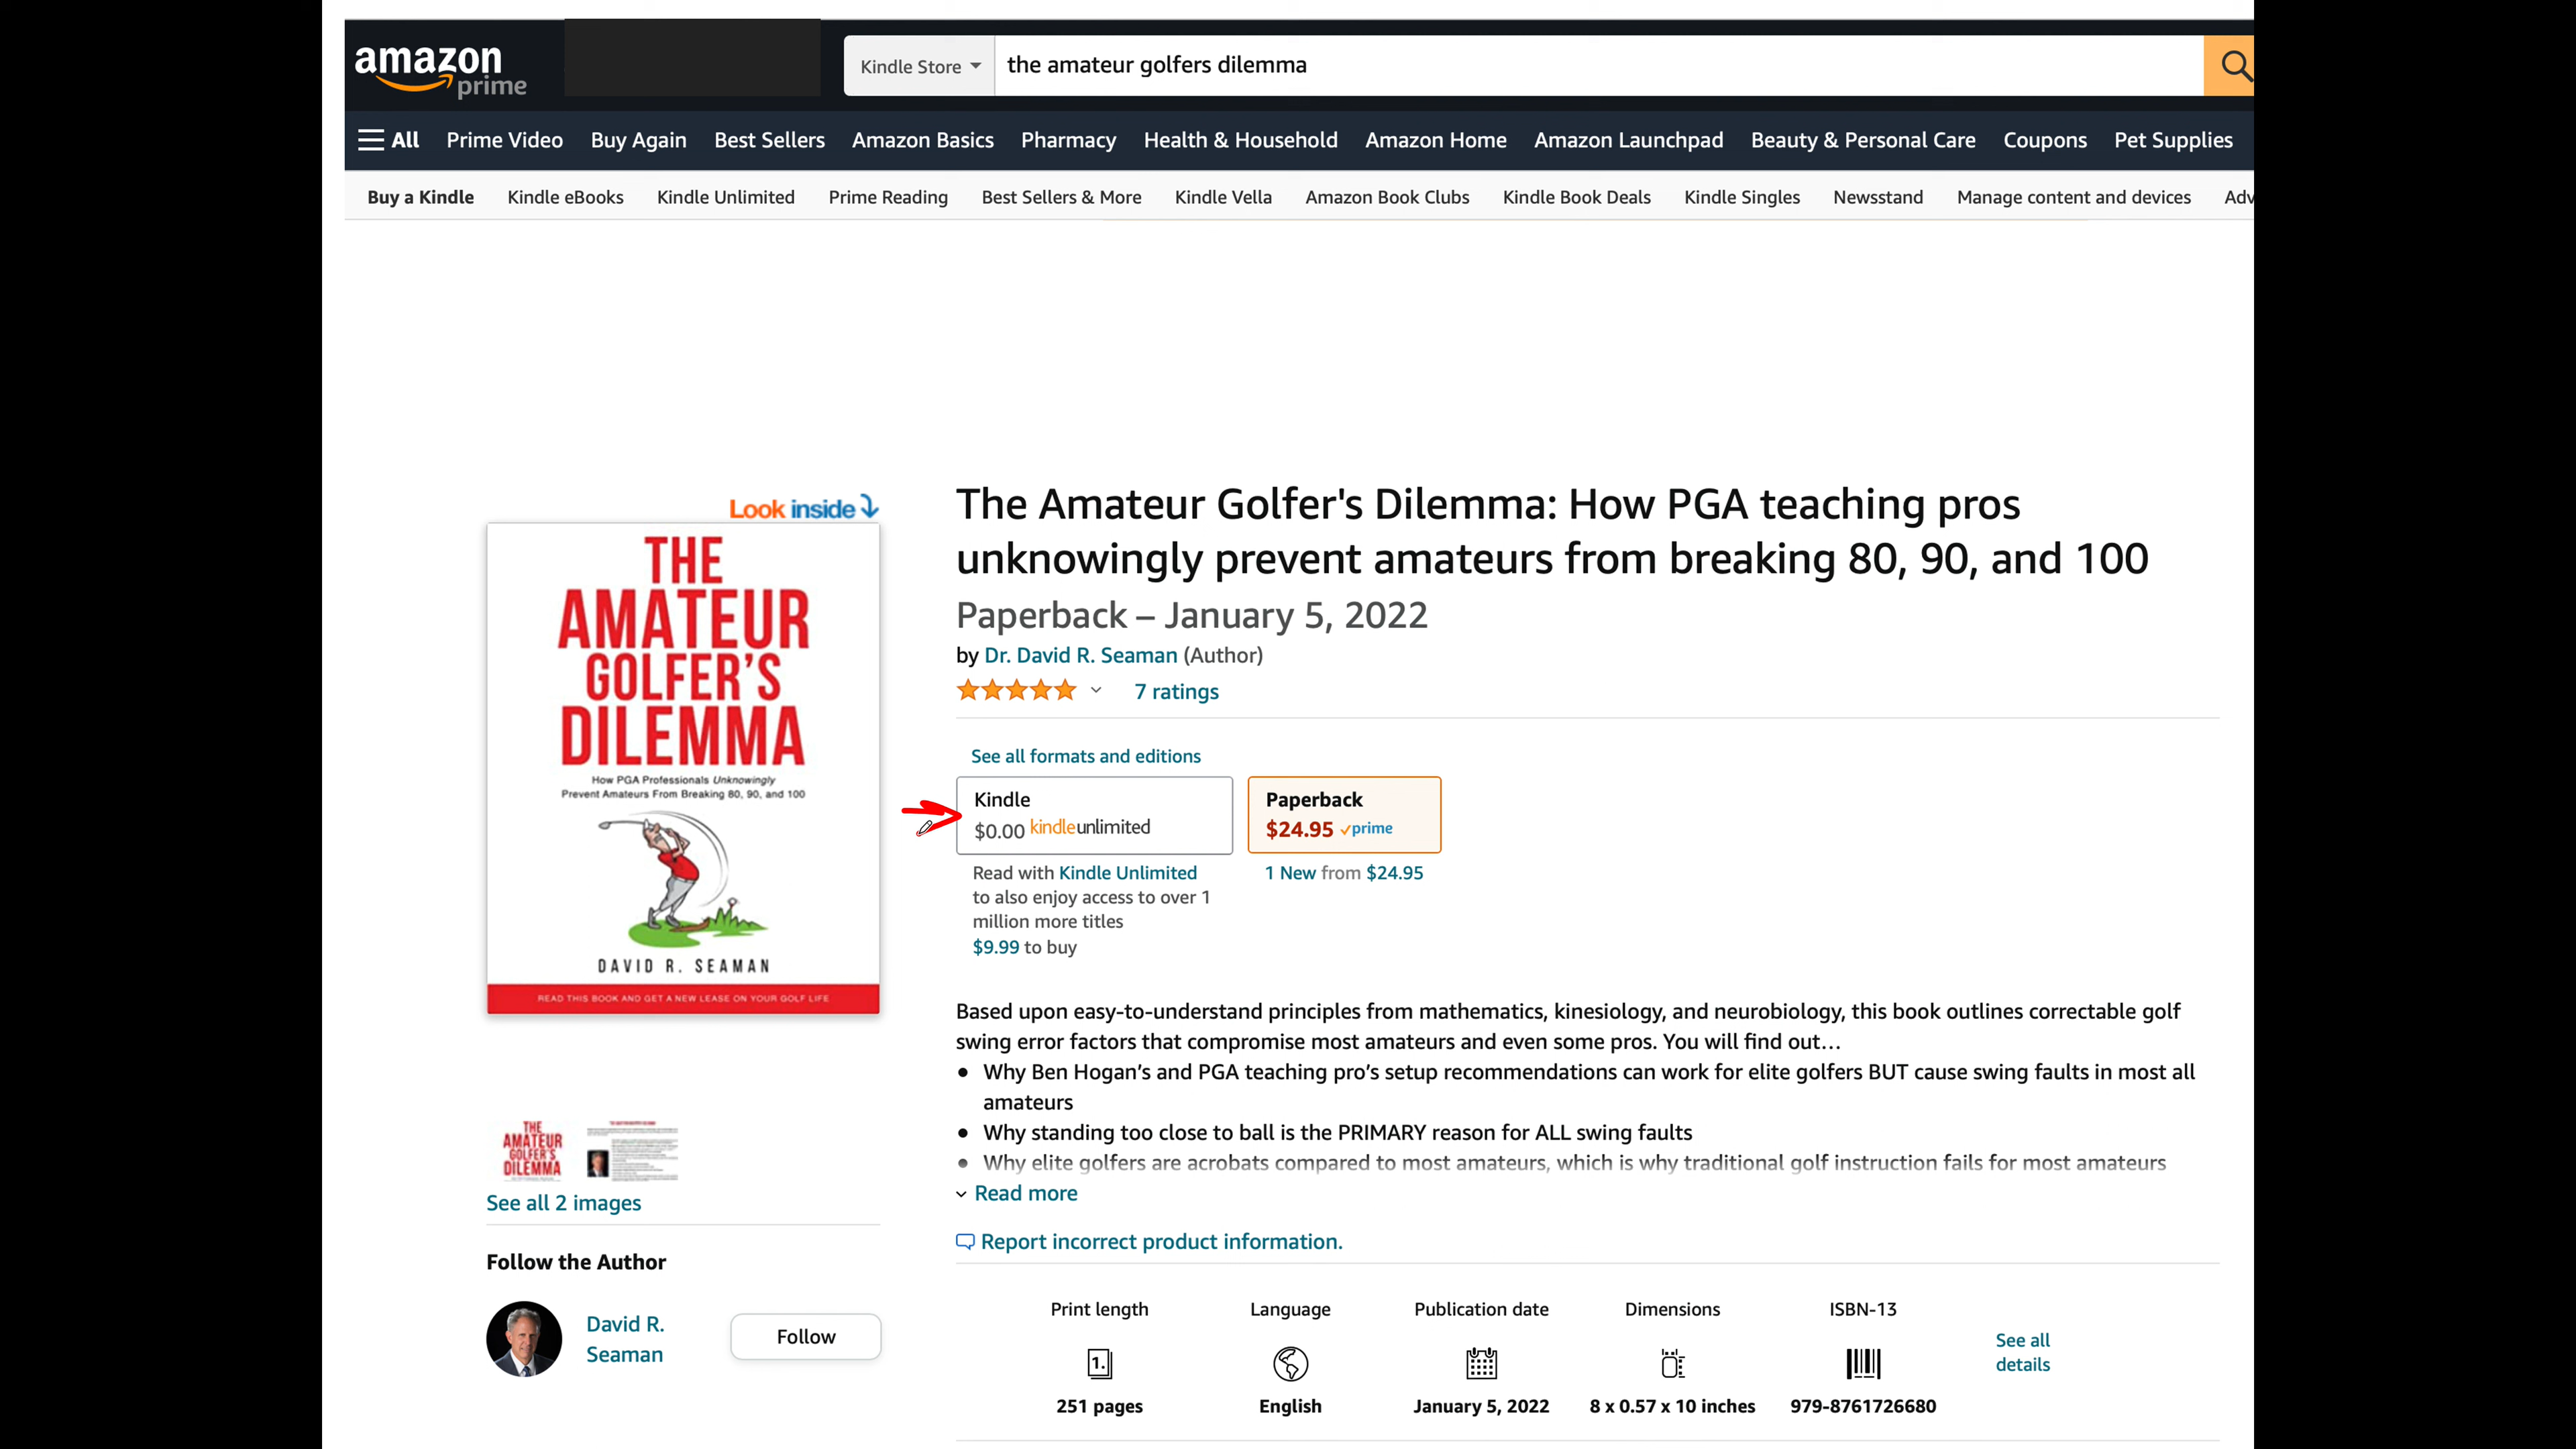 amazon
prime
Kindle Store
the amateur golfers dilemma
All Prime Video Buy Again Best Sellers Amazon Basics Pharmacy Health & Household Amazon Home Amazon Launchpad Beauty & Personal Care Coupons Pet Supplies
Buy a Kindle Kindle eBooks Kindle Unlimited Prime Reading Best Sellers & More Kindle Vella Amazon Book Clubs Kindle Book Deals Kindle Singles Newsstand Manage content and devices Adv
Look inside
THE
AMATEUR
GOLFER'S
DILEMMA
How PGA Professionals Unknowingly
Prevent Amateurs From Breaking 80, 90, and 100
DAVID R. SEAMAN
READ THIS BOOK AND GET A NEW LEASE ON YOUR GOLF LIFE
THE
AMATEUR
GOLFER'S
DILEMMA
See all 2 images
Follow the Author
David R.
Seaman
Follow
The Amateur Golfer's Dilemma: How PGA teaching pros
unknowingly prevent amateurs from breaking 80, 90, and 100
Paperback – January 5, 2022
by Dr. David R. Seaman (Author)
7 ratings
See all formats and editions
Kindle
$0.00 kindleunlimited
Read with Kindle Unlimited
to also enjoy access to over 1
million more titles
$9.99 to buy
Paperback
$24.95 prime
1 New from $24.95
Based upon easy-to-understand principles from mathematics, kinesiology, and neurobiology, this book outlines correctable golf
swing error factors that compromise most amateurs and even some pros. You will find out…
• Why Ben Hogan’s and PGA teaching pro’s setup recommendations can work for elite golfers BUT cause swing faults in most all
amateurs
• Why standing too close to ball is the PRIMARY reason for ALL swing faults
• Why elite golfers are acrobats compared to most amateurs, which is why traditional golf instruction fails for most amateurs
Read more
Report incorrect product information.
Print length
1.
251 pages
Language
English
Publication date
January 5, 2022
Dimensions
8 x 0.57 x 10 inches
ISBN-13
979-8761726680
See all
details